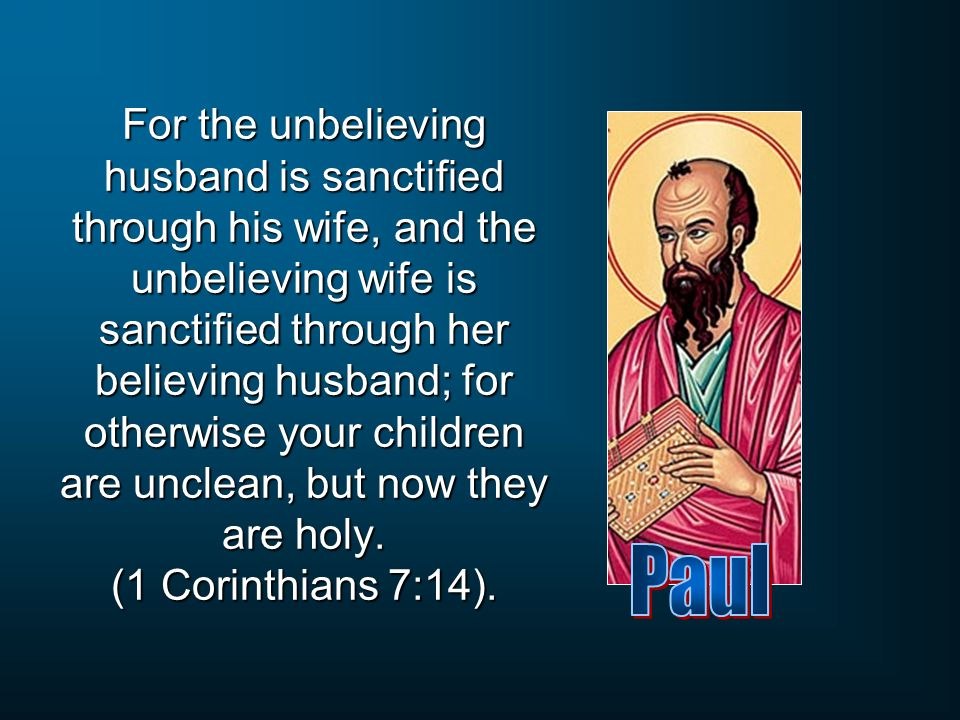 For the unbelieving
husband is sanctified
through his wife, and the
unbelieving wife is
sanctified through her
believing husband; for
otherwise your children
are unclean, but now they
are holy.
(1 Corinthians 7:14).
Paul